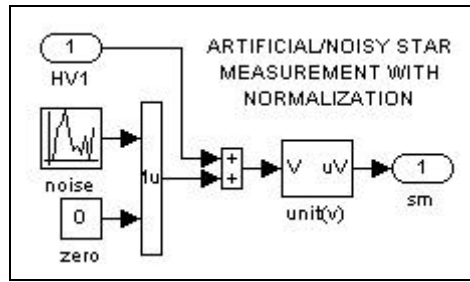 1
HV1
ARTIFICIAL/NOISY STAR
MEASUREMENT WITH
NORMALIZATION
noise
0
zero
+
+
V uV
unit(v)
1
sm